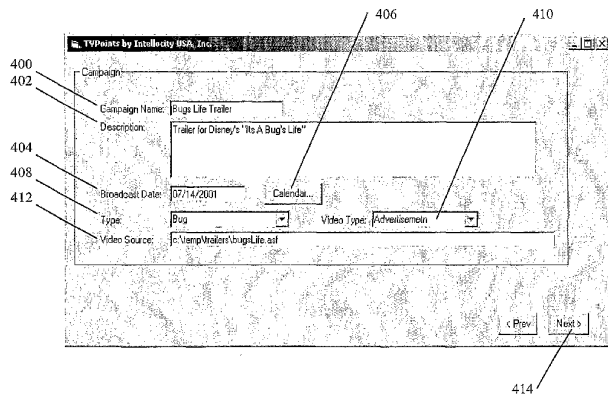 406
410
TVPoints by Intellocity USA, Inc.
400
Campaign
402
Campaign Name: Bugs Life Trailer
Description: Trailer for Disney's "Its A Bug's Life"
404
Broadcast Date: 07/14/2001 Calendar...
408
Type: Bug Video Type: Advertisemetn
412
Video Source: c:\temp\trailers\bugsLife.asf
< Prev Next >
414